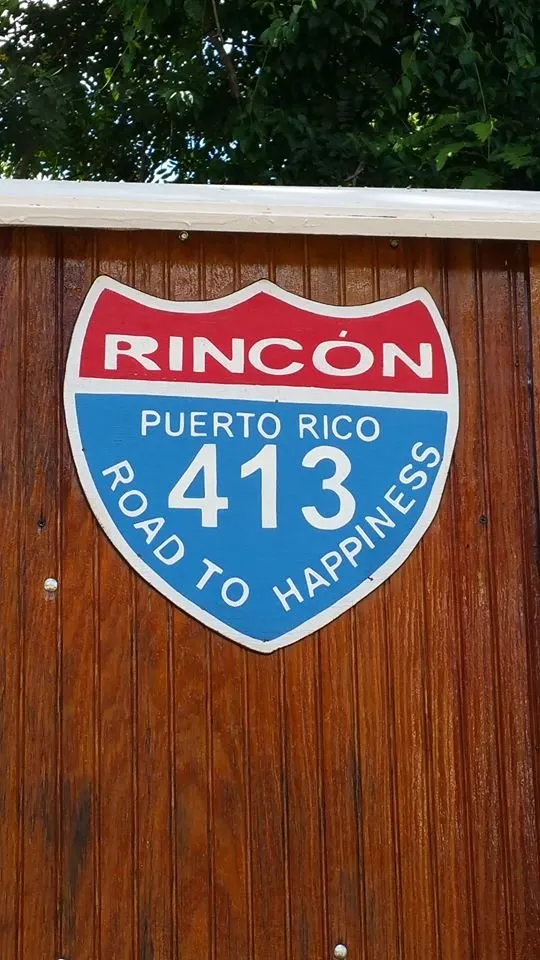 RINCÓN
PUERTO RICO
413
ROAD TO HAPPINESS